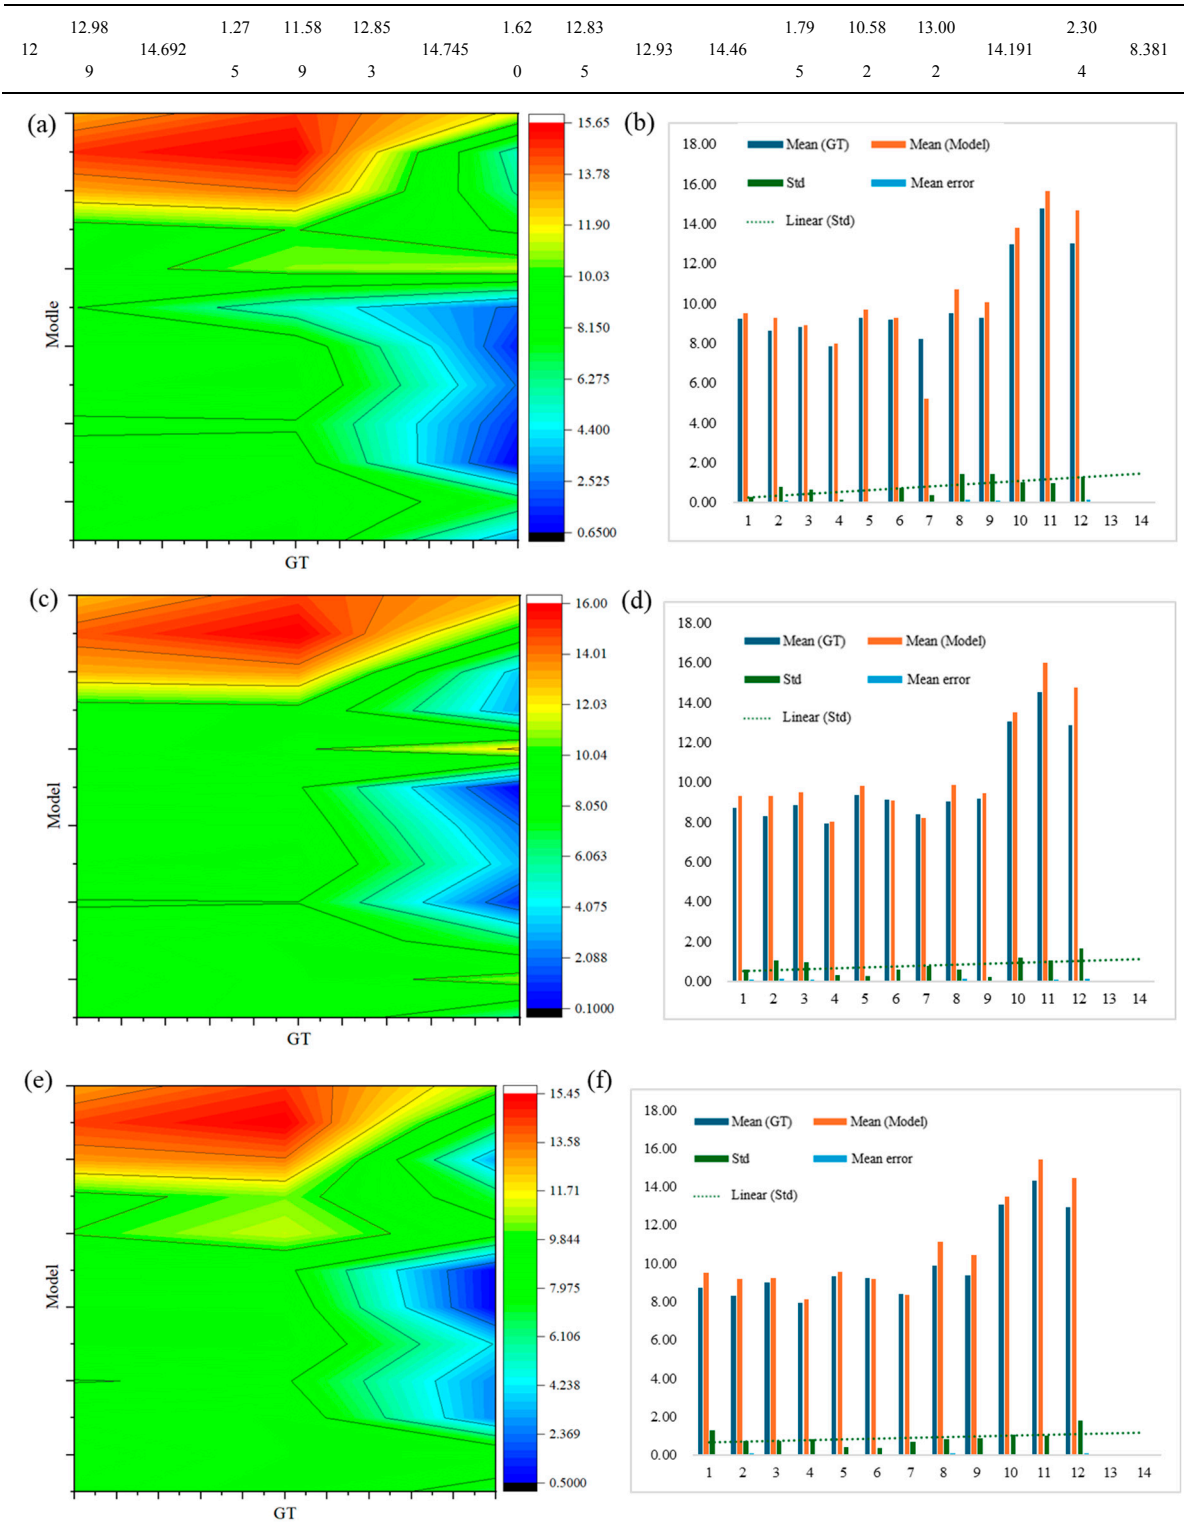 12.98 1.27 11.58 12.85 1.62 12.83 1.79 10.58 13.00 2.30
12 14.692 14.745 12.93 14.46 14.191 8.381
9 5 9 3 0 5 5 2 2 4
(a)
15.65
13.78
11.90
10.03
8.150
6.275
4.400
2.525
0.6500
Modle
GT
(b)
18.00
16.00
14.00
12.00
10.00
8.00
6.00
4.00
2.00
0.00
Mean (GT) Mean (Model)
Std Mean error
Linear (Std)
1 2 3 4 5 6 7 8 9 10 11 12 13 14
(c)
16.00
14.01
12.03
10.04
8.050
6.063
4.075
2.088
0.1000
Model
GT
(d)
18.00
16.00
14.00
12.00
10.00
8.00
6.00
4.00
2.00
0.00
Mean (GT) Mean (Model)
Std Mean error
Linear (Std)
1 2 3 4 5 6 7 8 9 10 11 12 13 14
(e)
15.45
13.58
11.71
9.844
7.975
6.106
4.238
2.369
0.5000
Model
GT
(f)
18.00
16.00
14.00
12.00
10.00
8.00
6.00
4.00
2.00
0.00
Mean (GT) Mean (Model)
Std Mean error
Linear (Std)
1 2 3 4 5 6 7 8 9 10 11 12 13 14